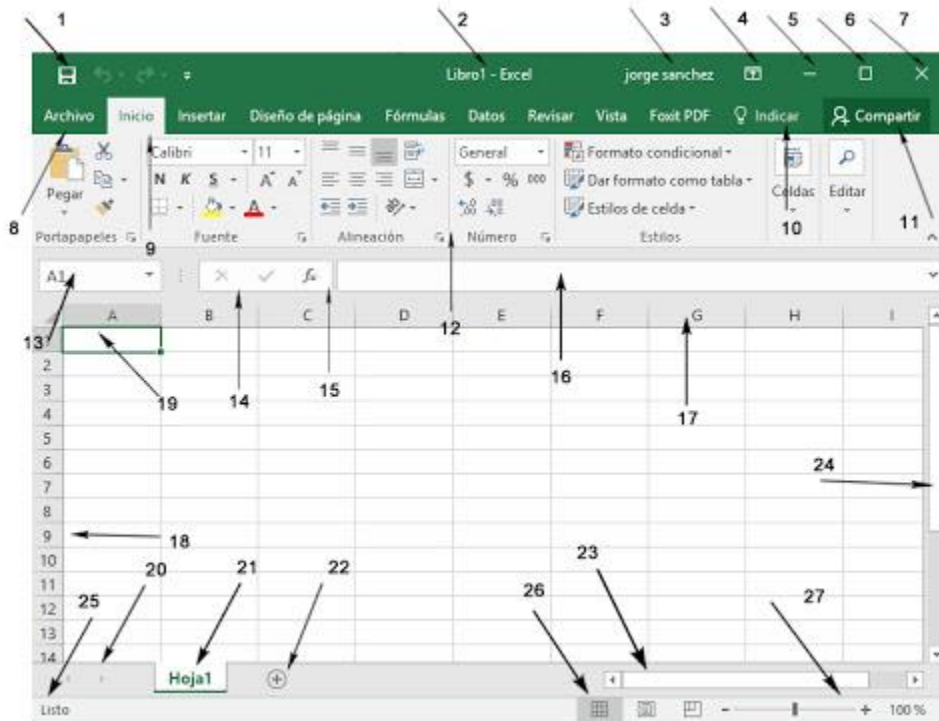 1 2 3 4 5 6 7
Libro1 - Excel jorge sanchez
Archivo Inicio Insertar Diseño de página Fórmulas Datos Revisar Vista Foxit PDF Indicar Compartir
Calibri 11 General Formato condicional
Pegar N K S A A $ % 000 Dar formato como tabla Celdas Editar
A Estilos de celda
8 9 10 11
Portapapeles Fuente Alineación Número Estilos
A1 fx
A B C D E F G H I
13 12
1
2
19 14 15 16 17
3
4
5
6 24
7
8
9 18
10 20 21 22 23
11
12 25 26 27
13
14
Hoja1
Listo 100 %